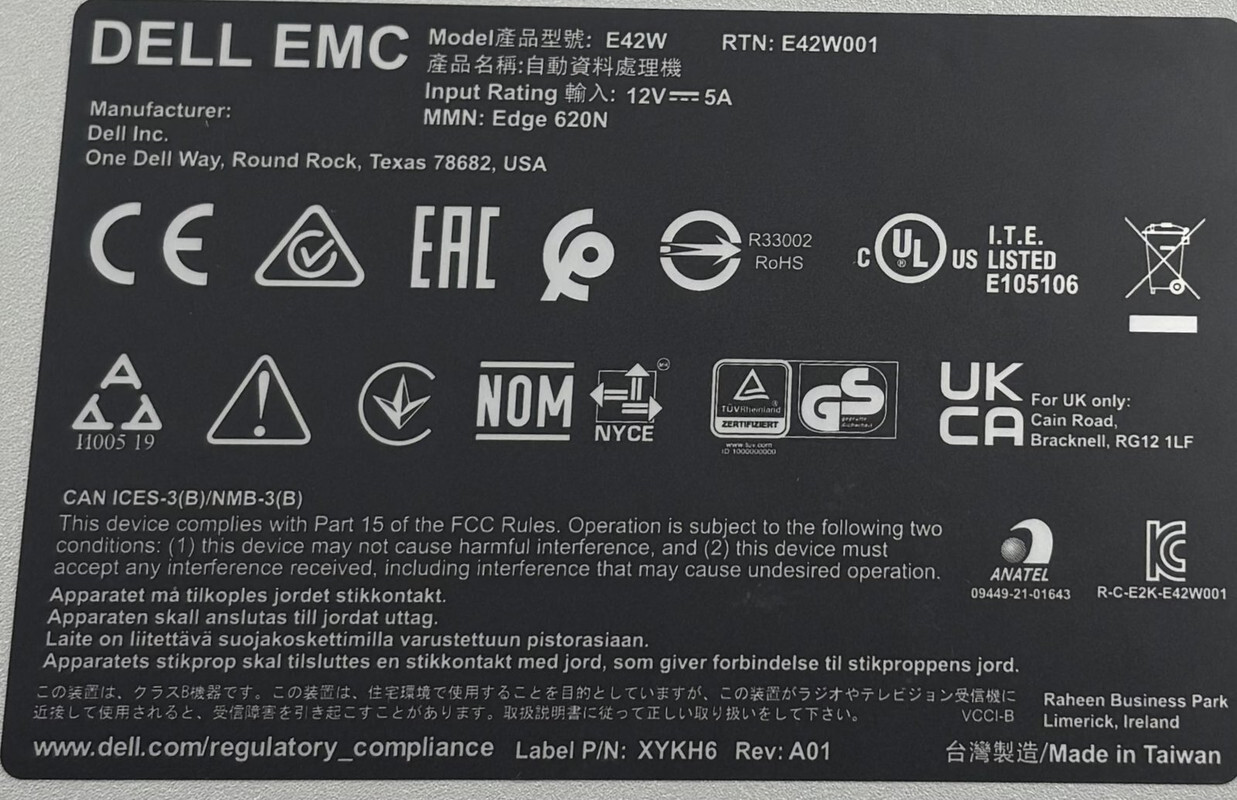 DELL EMC
Model產品型號: E42W RTN: E42W001
產品名稱:自動資料處理機
Input Rating 輸入: 12V⎓5A
MMN: Edge 620N
Manufacturer:
Dell Inc.
One Dell Way, Round Rock, Texas 78682, USA
CE
EAC
R33002
RoHS
C UL ® US
I.T.E.
LISTED
E105106
A
I1005 19
NOM
NYCE
TÜVRheinland ®
ZERTIFIZIERT
GS
geprüfte
Sicherheit
www.tuv.com
ID 1000000000
UK
CA
For UK only:
Cain Road,
Bracknell, RG12 1LF
CAN ICES-3(B)/NMB-3(B)
This device complies with Part 15 of the FCC Rules. Operation is subject to the following two
conditions: (1) this device may not cause harmful interference, and (2) this device must
accept any interference received, including interference that may cause undesired operation.
ANATEL
09449-21-01643
R-C-E2K-E42W001
Apparatet må tilkoples jordet stikkontakt.
Apparaten skall anslutas till jordat uttag.
Laite on liitettävä suojakoskettimilla varustettuun pistorasiaan.
Apparatets stikprop skal tilsluttes en stikkontakt med jord, som giver forbindelse til stikproppens jord.
この装置は、クラスB機器です。この装置は、住宅環境で使用することを目的としていますが、この装置がラジオやテレビジョン受信機に
近接して使用されると、受信障害を引き起こすことがあります。取扱説明書に従って正しい取り扱いをして下さい。
VCCI-B
Raheen Business Park
Limerick, Ireland
www.dell.com/regulatory_compliance Label P/N: XYKH6 Rev: A01
台灣製造/Made in Taiwan